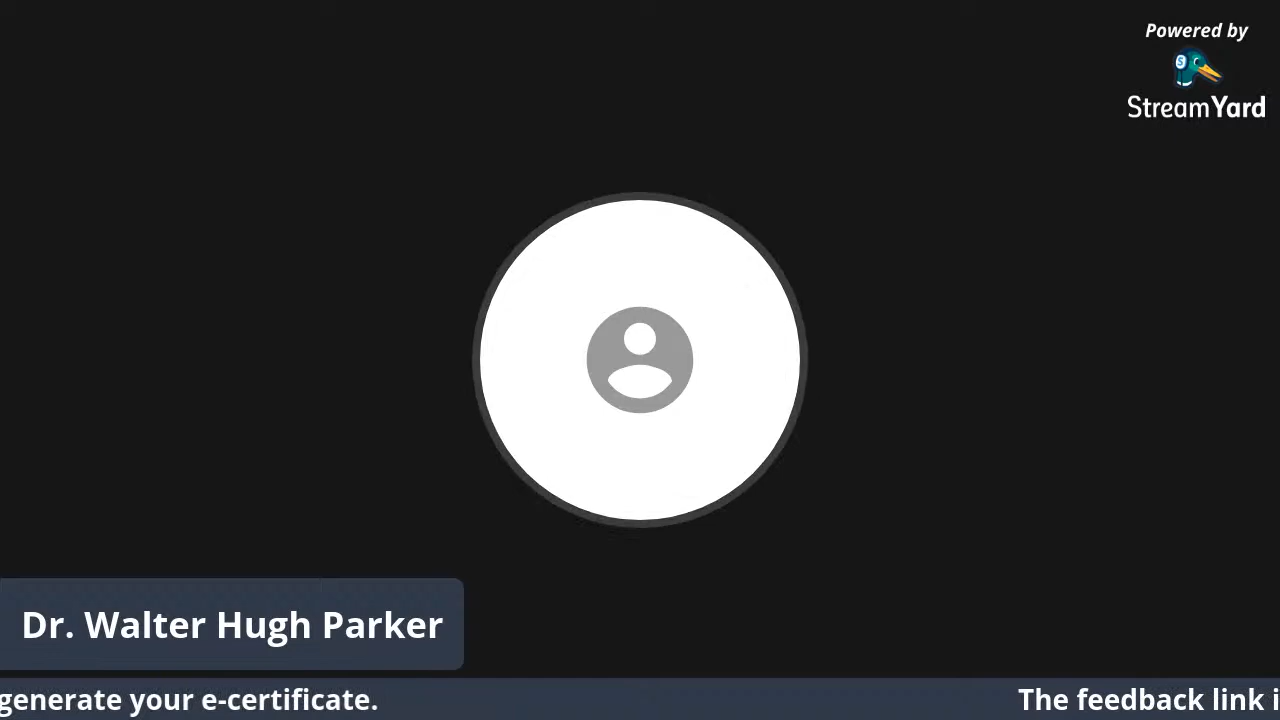 Powered by
S
StreamYard
Dr. Walter Hugh Parker
generate your e-certificate. The feedback link i